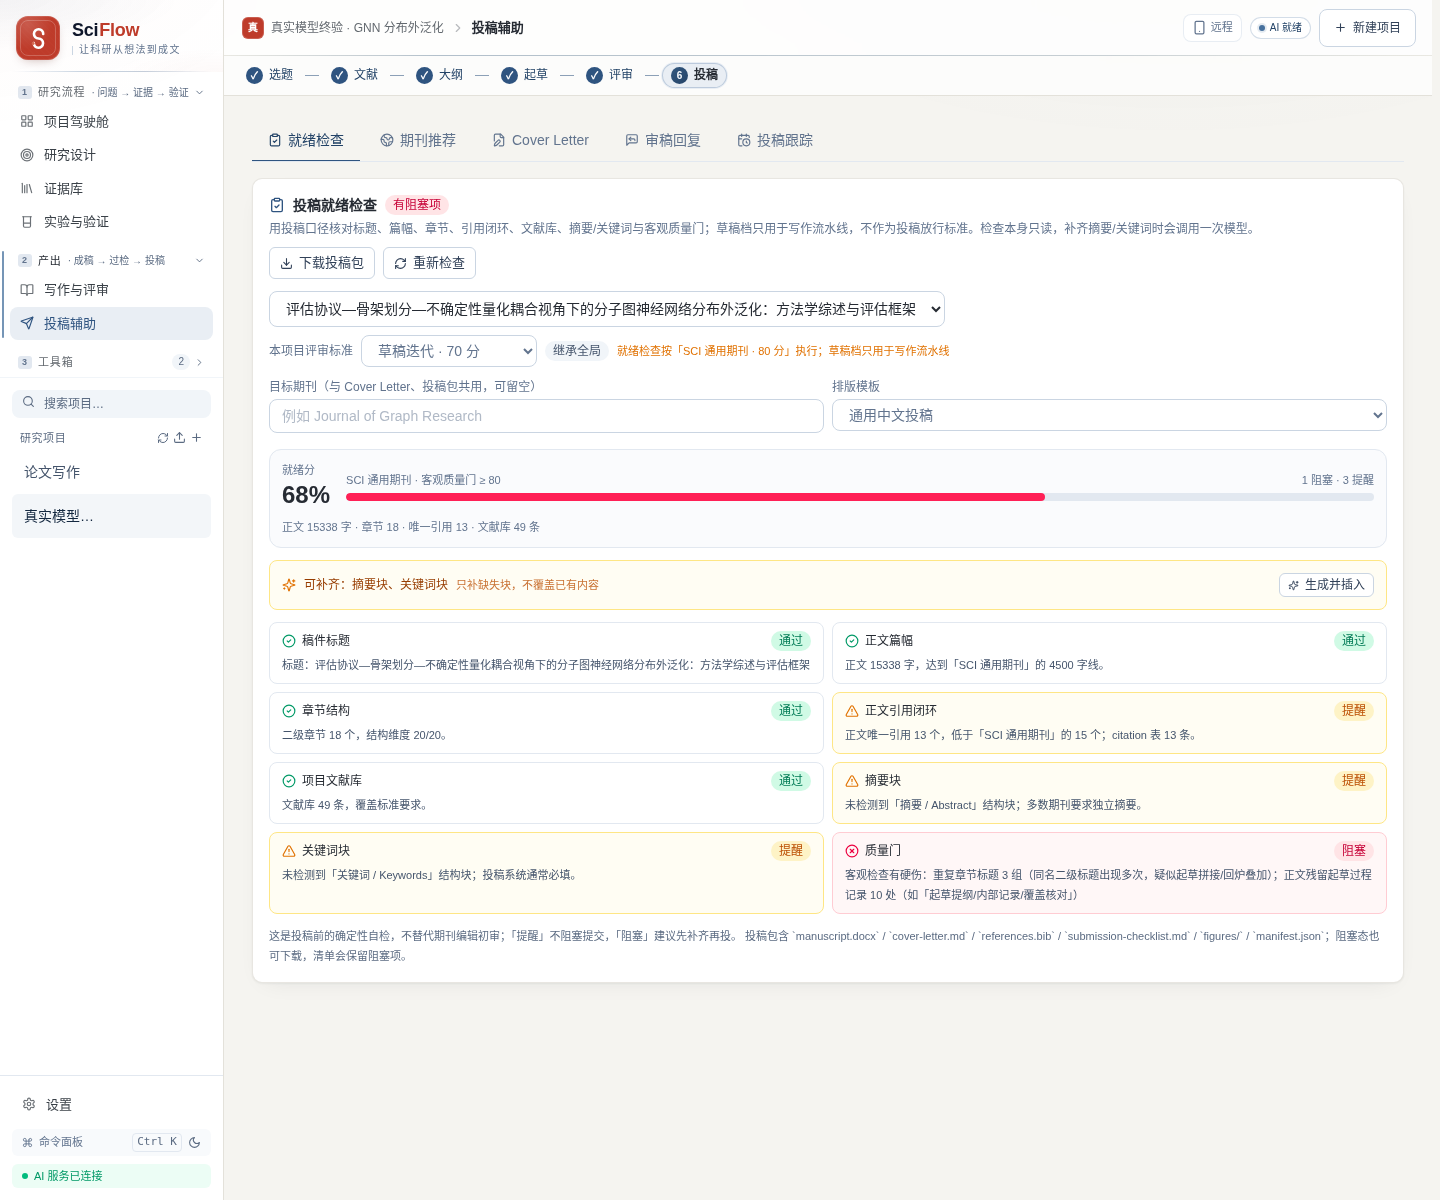 S
SciFlow
让科研从想法到成文
1 研究流程 · 问题 → 证据 → 验证
项目驾驶舱
研究设计
证据库
实验与验证
2 产出 · 成稿 → 过检 → 投稿
写作与评审
投稿辅助
3 工具箱 2
搜索项目…
研究项目
论文写作
真实模型…
设置
命令面板 Ctrl K
AI 服务已连接
真 真实模型终验 · GNN 分布外泛化 投稿辅助
远程 AI 就绪 新建项目
选题 — 文献 — 大纲 — 起草 — 评审 — 6 投稿
就绪检查 期刊推荐 Cover Letter 审稿回复 投稿跟踪
投稿就绪检查 有阻塞项
用投稿口径核对标题、篇幅、章节、引用闭环、文献库、摘要/关键词与客观质量门；草稿档只用于写作流水线，不作为投稿放行标准。检查本身只读，补齐摘要/关键词时会调用一次模型。
下载投稿包 重新检查
评估协议—骨架划分—不确定性量化耦合视角下的分子图神经网络分布外泛化：方法学综述与评估框架
本项目评审标准 草稿迭代 · 70 分 继承全局 就绪检查按「SCI 通用期刊 · 80 分」执行；草稿档只用于写作流水线
目标期刊（与 Cover Letter、投稿包共用，可留空） 排版模板
例如 Journal of Graph Research 通用中文投稿
就绪分
68% SCI 通用期刊 · 客观质量门 ≥ 80 1 阻塞 · 3 提醒
正文 15338 字 · 章节 18 · 唯一引用 13 · 文献库 49 条
可补齐：摘要块、关键词块 只补缺失块，不覆盖已有内容 生成并插入
稿件标题 通过
标题：评估协议—骨架划分—不确定性量化耦合视角下的分子图神经网络分布外泛化：方法学综述与评估框架
正文篇幅 通过
正文 15338 字，达到「SCI 通用期刊」的 4500 字线。
章节结构 通过
二级章节 18 个，结构维度 20/20。
正文引用闭环 提醒
正文唯一引用 13 个，低于「SCI 通用期刊」的 15 个；citation 表 13 条。
项目文献库 通过
文献库 49 条，覆盖标准要求。
摘要块 提醒
未检测到「摘要 / Abstract」结构块；多数期刊要求独立摘要。
关键词块 提醒
未检测到「关键词 / Keywords」结构块；投稿系统通常必填。
质量门 阻塞
客观检查有硬伤：重复章节标题 3 组（同名二级标题出现多次，疑似起草拼接/回炉叠加）；正文残留起草过程
记录 10 处（如「起草提纲/内部记录/覆盖核对」）
这是投稿前的确定性自检，不替代期刊编辑初审；「提醒」不阻塞提交，「阻塞」建议先补齐再投。 投稿包含 `manuscript.docx` / `cover-letter.md` / `references.bib` / `submission-checklist.md` / `figures/` / `manifest.json`；阻塞态也
可下载，清单会保留阻塞项。